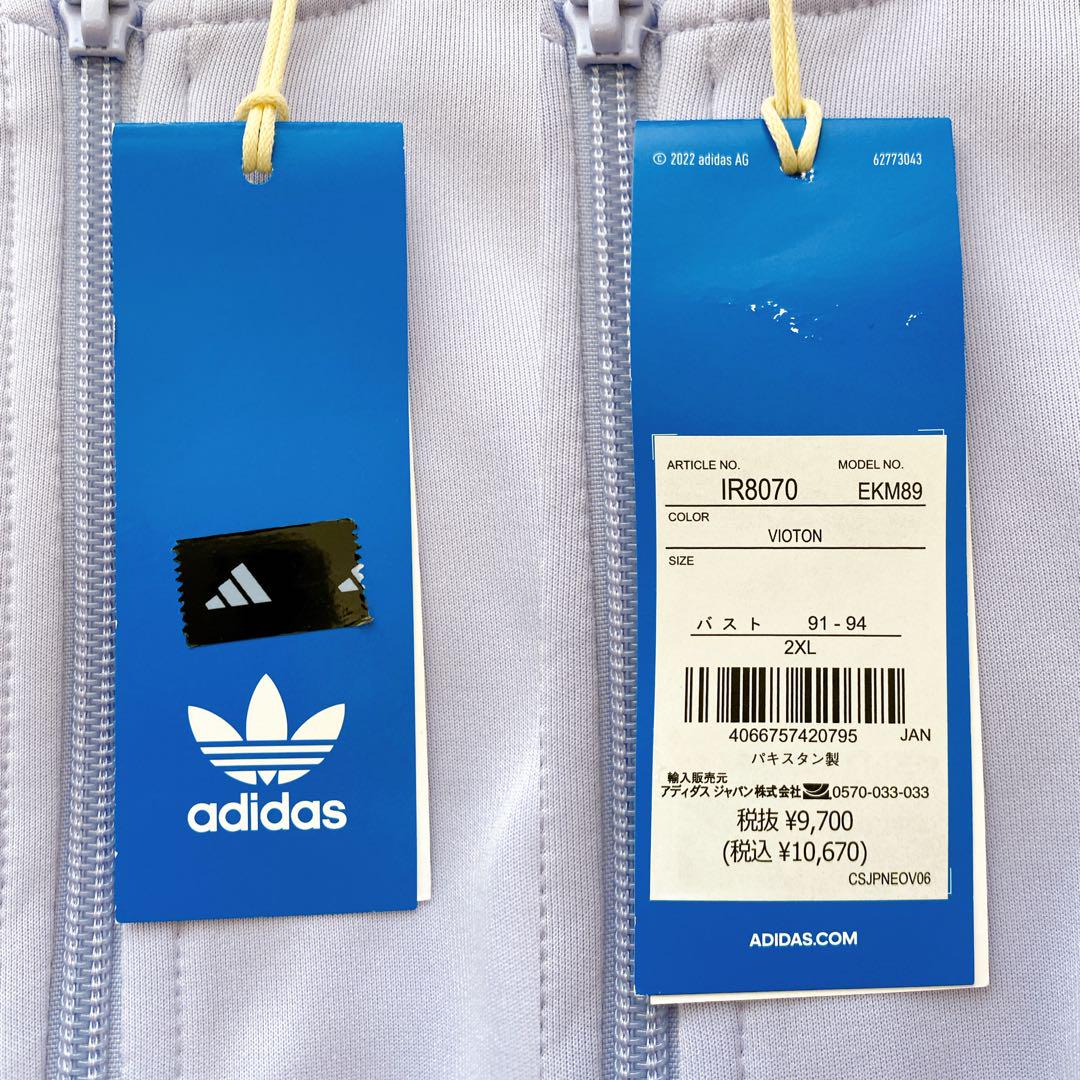 adidas
© 2022 adidas AG 62773043
ARTICLE NO. MODEL NO.
IR8070 EKM89
COLOR
VIOTON
SIZE
バスト 91 - 94
2XL
4066757420795 JAN
パキスタン製
輸入販売元
アディダス ジャパン株式会社 0570-033-033
税抜 ¥9,700
(税込 ¥10,670)
CSJPNEOV06
ADIDAS.COM